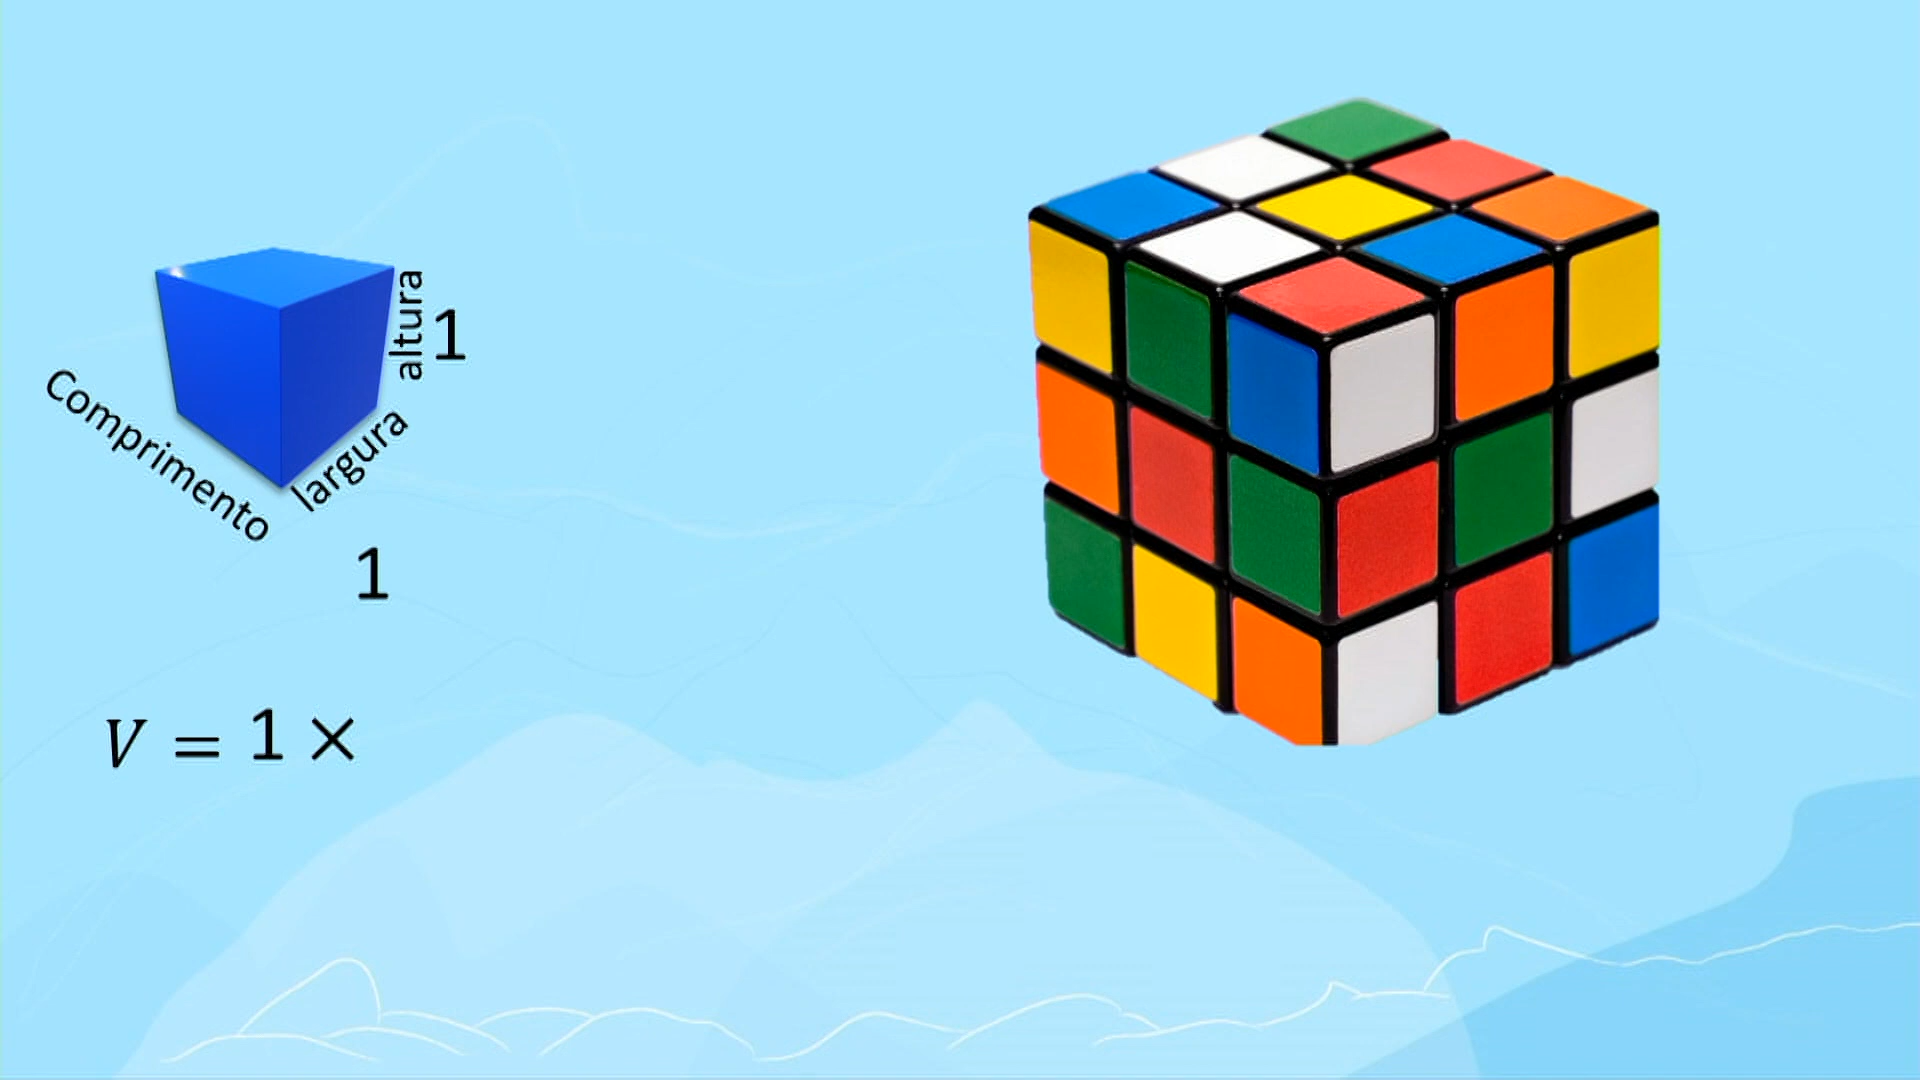 altura
1
Comprimento
largura
1
V = 1 ×